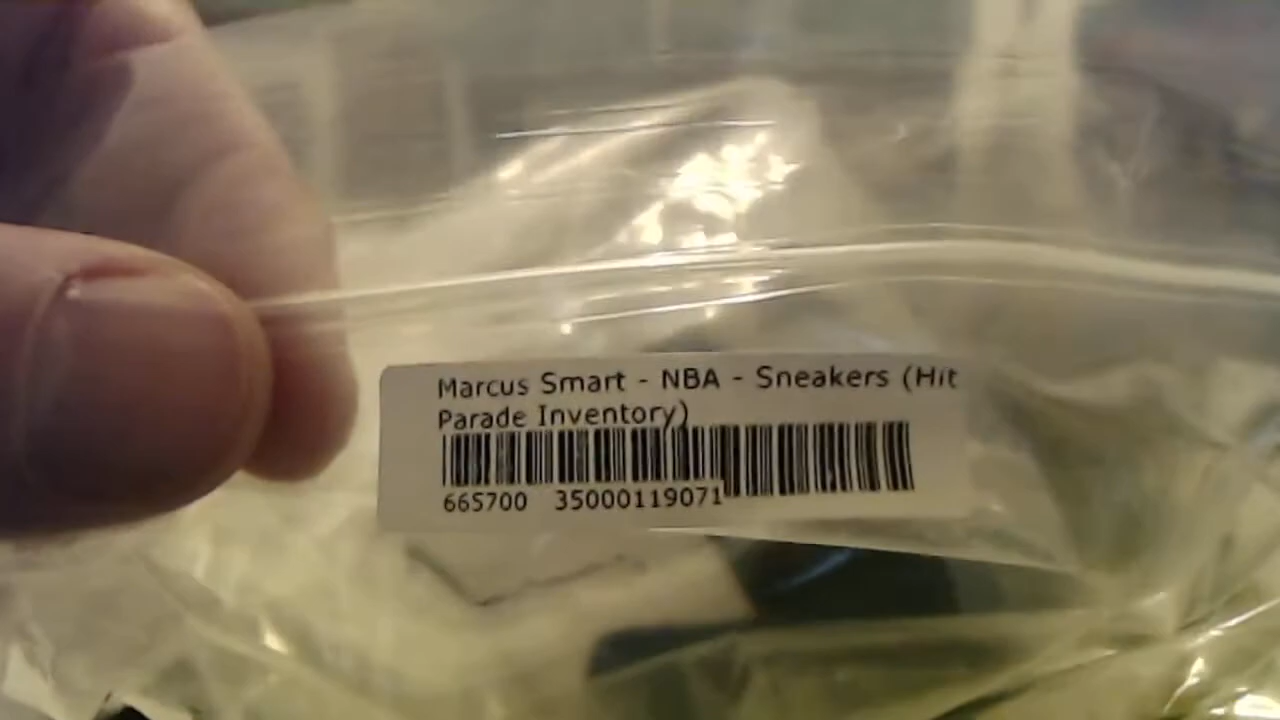 Marcus Smart - NBA - Sneakers (Hit
Parade Inventory)
665700 35000119071